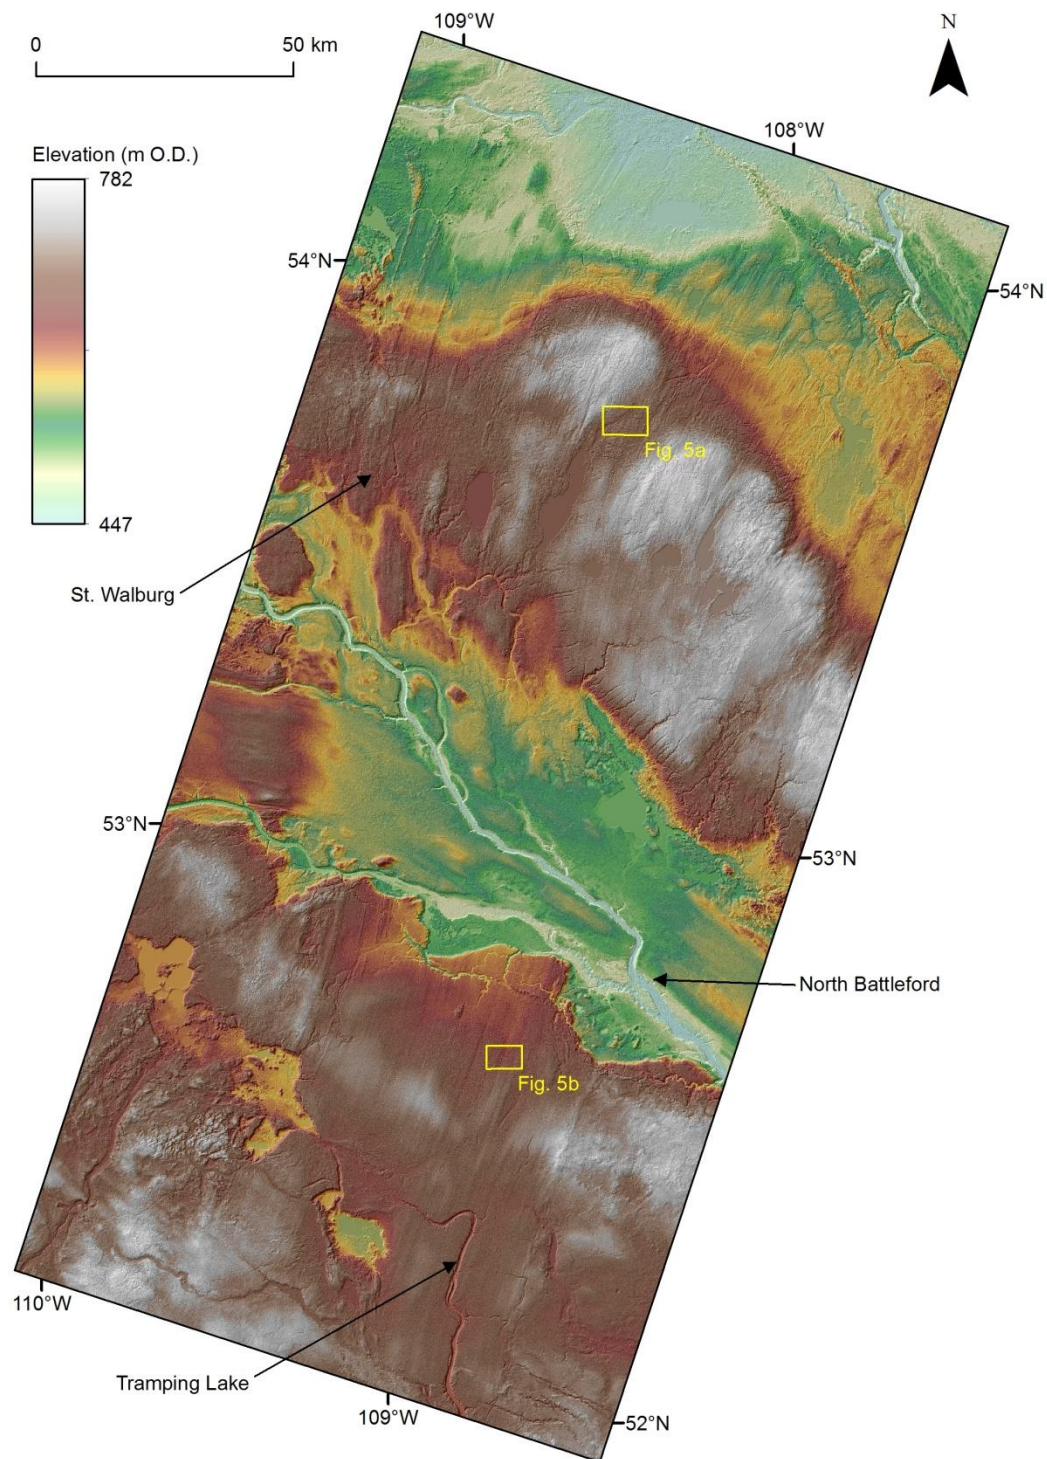 109°W
N
0 50 km
108°W
Elevation (m O.D.)
782
54°N
54°N
Fig. 5a
447
St. Walburg
53°N
53°N
North Battleford
Fig. 5b
110°W
Tramping Lake
109°W
52°N